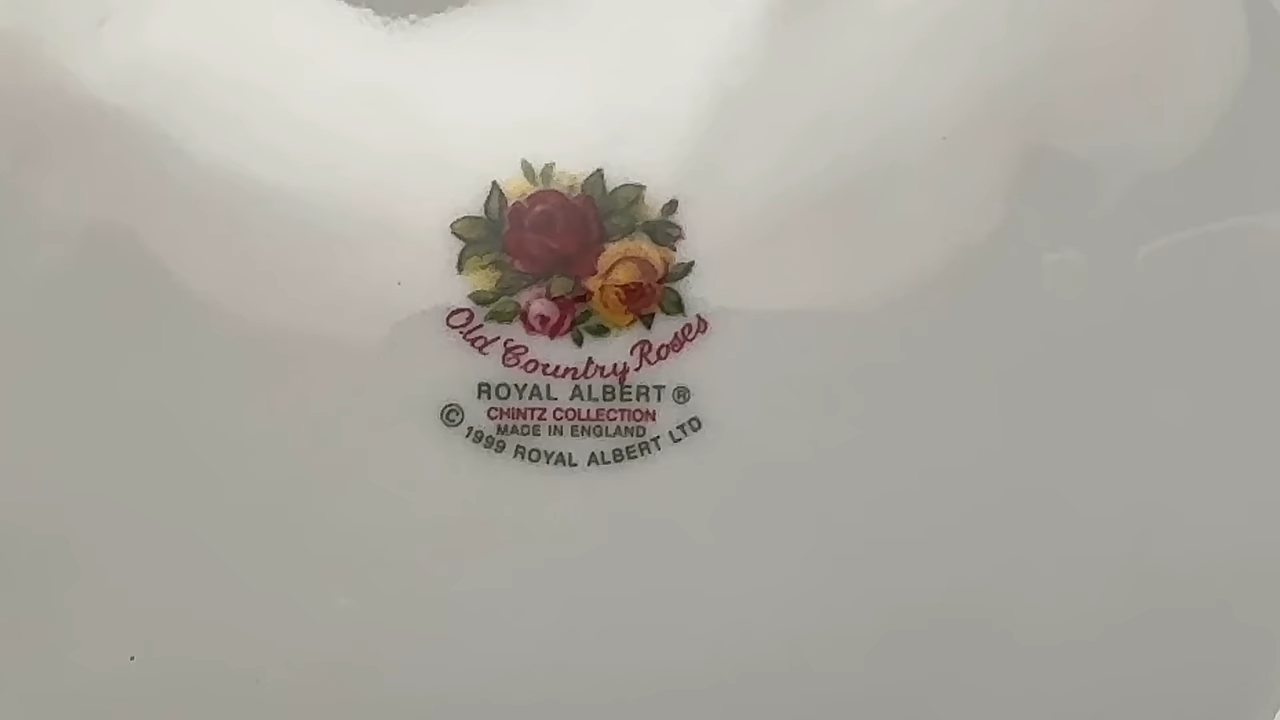 Old Country Roses
ROYAL ALBERT ®
CHINTZ COLLECTION
MADE IN ENGLAND
© 1999 ROYAL ALBERT LTD